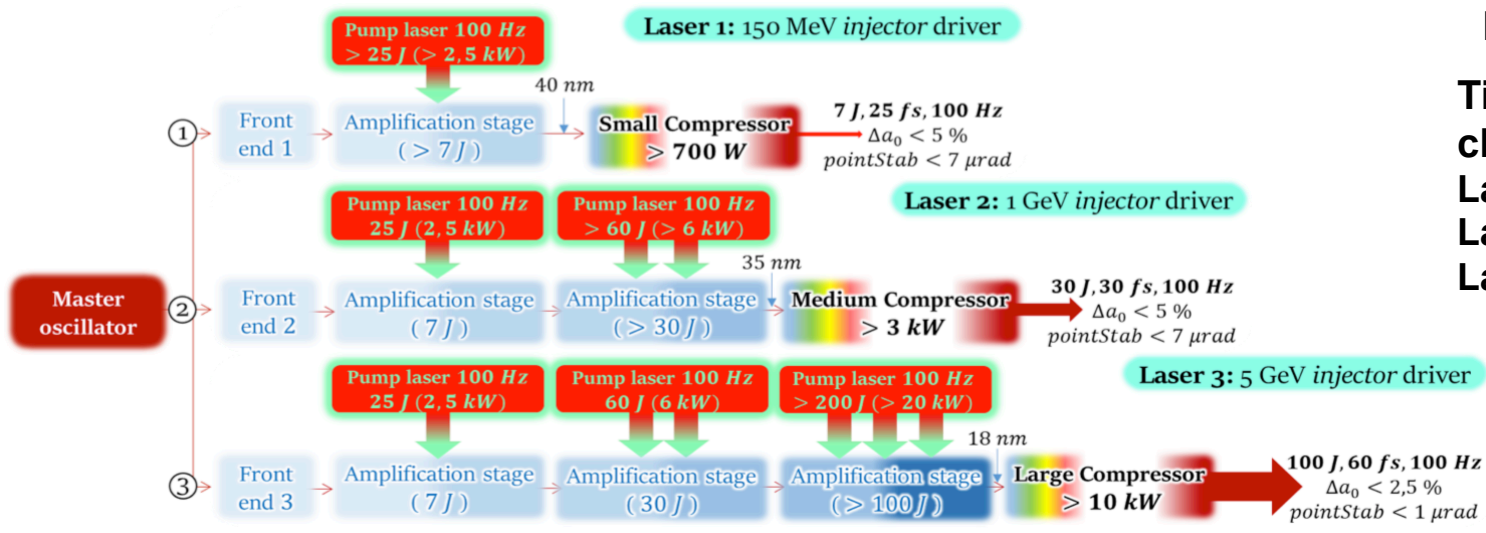 Pump laser 100 Hz
> 25 J (> 2,5 kW)
Laser 1: 150 MeV injector driver
40 nm
1
Front
end 1
Amplification stage
( > 7 J )
Small Compressor
> 700 W
7 J, 25 fs, 100 Hz
Δa₀ < 5 %
pointStab < 7 μrad
Pump laser 100 Hz
25 J (2,5 kW)
Pump laser 100 Hz
> 60 J (> 6 kW)
Laser 2: 1 GeV injector driver
35 nm
Master
oscillator
2
Front
end 2
Amplification stage
( 7 J )
Amplification stage
( > 30 J )
Medium Compressor
> 3 kW
30 J, 30 fs, 100 Hz
Δa₀ < 5 %
pointStab < 7 μrad
Pump laser 100 Hz
25 J (2,5 kW)
Pump laser 100 Hz
60 J (6 kW)
Pump laser 100 Hz
> 200 J (> 20 kW)
Laser 3: 5 GeV injector driver
18 nm
3
Front
end 3
Amplification stage
( 7 J )
Amplification stage
( 30 J )
Amplification stage
( > 100 J )
Large Compressor
> 10 kW
100 J, 60 fs, 100 Hz
Δa₀ < 2,5 %
pointStab < 1 μrad
Ti
La
La
La